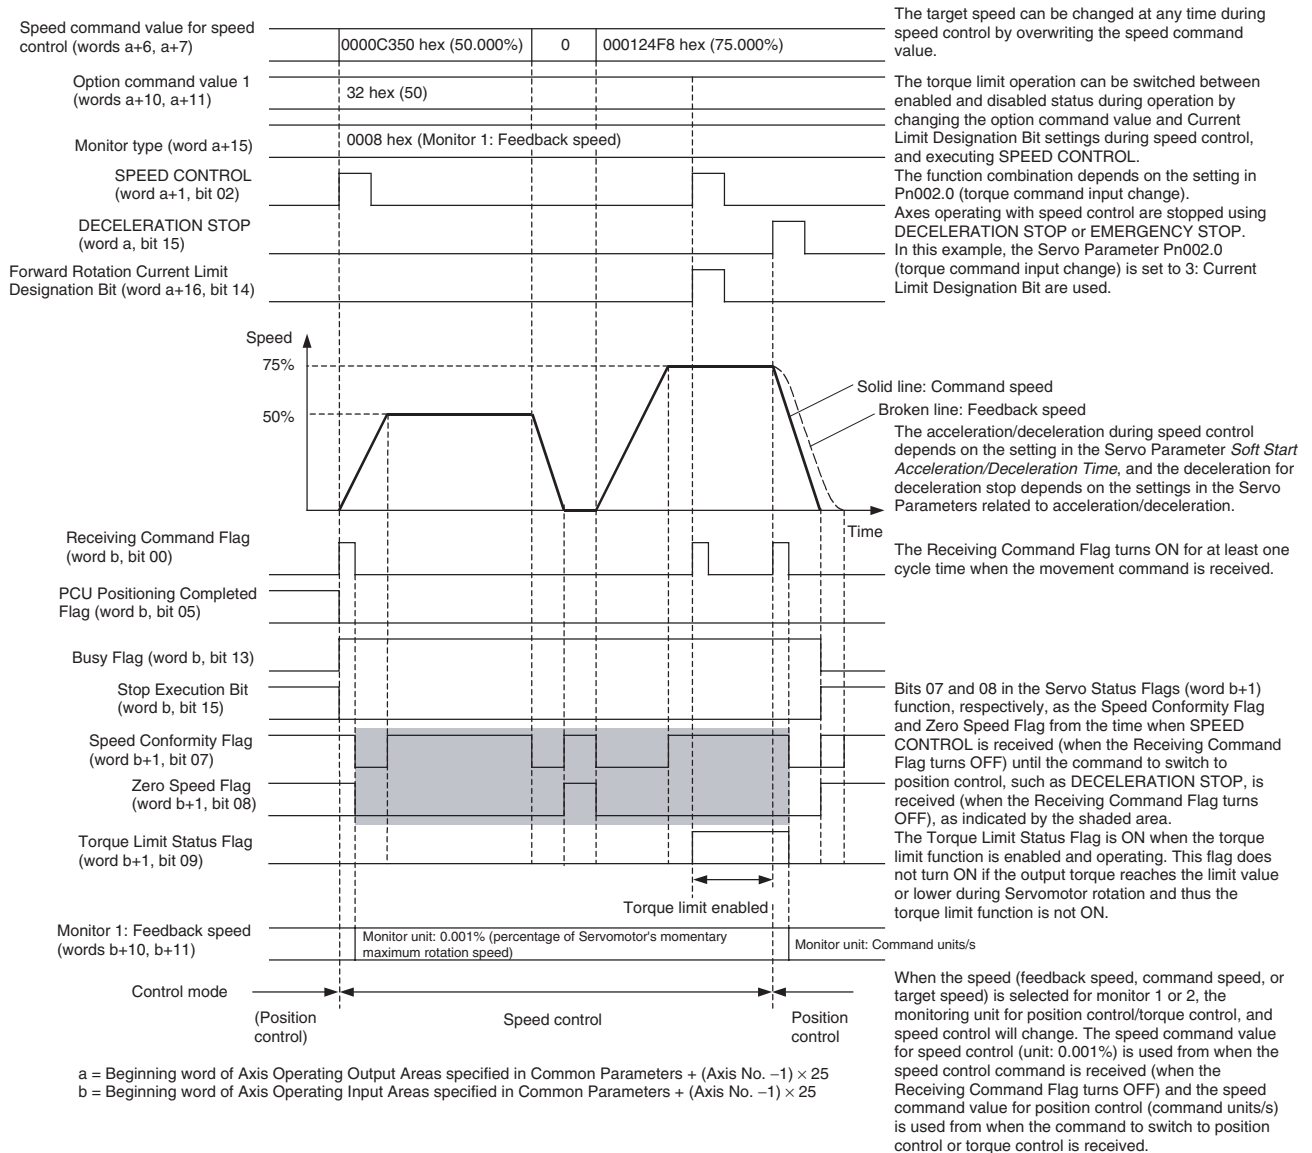 Speed command value for speed
control (words a+6, a+7)
0000C350 hex (50.000%)
0
000124F8 hex (75.000%)
The target speed can be changed at any time during
speed control by overwriting the speed command
value.
Option command value 1
(words a+10, a+11)
32 hex (50)
The torque limit operation can be switched between
enabled and disabled status during operation by
changing the option command value and Current
Limit Designation Bit settings during speed control,
and executing SPEED CONTROL.
The function combination depends on the setting in
Pn002.0 (torque command input change).
Axes operating with speed control are stopped using
DECELERATION STOP or EMERGENCY STOP.
In this example, the Servo Parameter Pn002.0
(torque command input change) is set to 3: Current
Limit Designation Bit are used.
Monitor type (word a+15)
0008 hex (Monitor 1: Feedback speed)
SPEED CONTROL
(word a+1, bit 02)
DECELERATION STOP
(word a, bit 15)
Forward Rotation Current Limit
Designation Bit (word a+16, bit 14)
Speed
75%
50%
Time
Solid line: Command speed
Broken line: Feedback speed
The acceleration/deceleration during speed control
depends on the setting in the Servo Parameter Soft Start
Acceleration/Deceleration Time, and the deceleration for
deceleration stop depends on the settings in the Servo
Parameters related to acceleration/deceleration.
Receiving Command Flag
(word b, bit 00)
The Receiving Command Flag turns ON for at least one
cycle time when the movement command is received.
PCU Positioning Completed
Flag (word b, bit 05)
Busy Flag (word b, bit 13)
Stop Execution Bit
(word b, bit 15)
Speed Conformity Flag
(word b+1, bit 07)
Zero Speed Flag
(word b+1, bit 08)
Bits 07 and 08 in the Servo Status Flags (word b+1)
function, respectively, as the Speed Conformity Flag
and Zero Speed Flag from the time when SPEED
CONTROL is received (when the Receiving Command
Flag turns OFF) until the command to switch to
position control, such as DECELERATION STOP, is
received (when the Receiving Command Flag turns
OFF), as indicated by the shaded area.
The Torque Limit Status Flag is ON when the torque
limit function is enabled and operating. This flag does
not turn ON if the output torque reaches the limit value
or lower during Servomotor rotation and thus the
torque limit function is not ON.
Torque Limit Status Flag
(word b+1, bit 09)
Torque limit enabled
Monitor 1: Feedback speed
(words b+10, b+11)
Monitor unit: 0.001% (percentage of Servomotor's momentary
maximum rotation speed)
Monitor unit: Command units/s
Control mode
(Position
control)
Speed control
Position
control
When the speed (feedback speed, command speed, or
target speed) is selected for monitor 1 or 2, the
monitoring unit for position control/torque control, and
speed control will change. The speed command value
for speed control (unit: 0.001%) is used from when the
speed control command is received (when the
Receiving Command Flag turns OFF) and the speed
command value for position control (command units/s)
is used from when the command to switch to position
control or torque control is received.
a = Beginning word of Axis Operating Output Areas specified in Common Parameters + (Axis No. −1) × 25
b = Beginning word of Axis Operating Input Areas specified in Common Parameters + (Axis No. −1) × 25